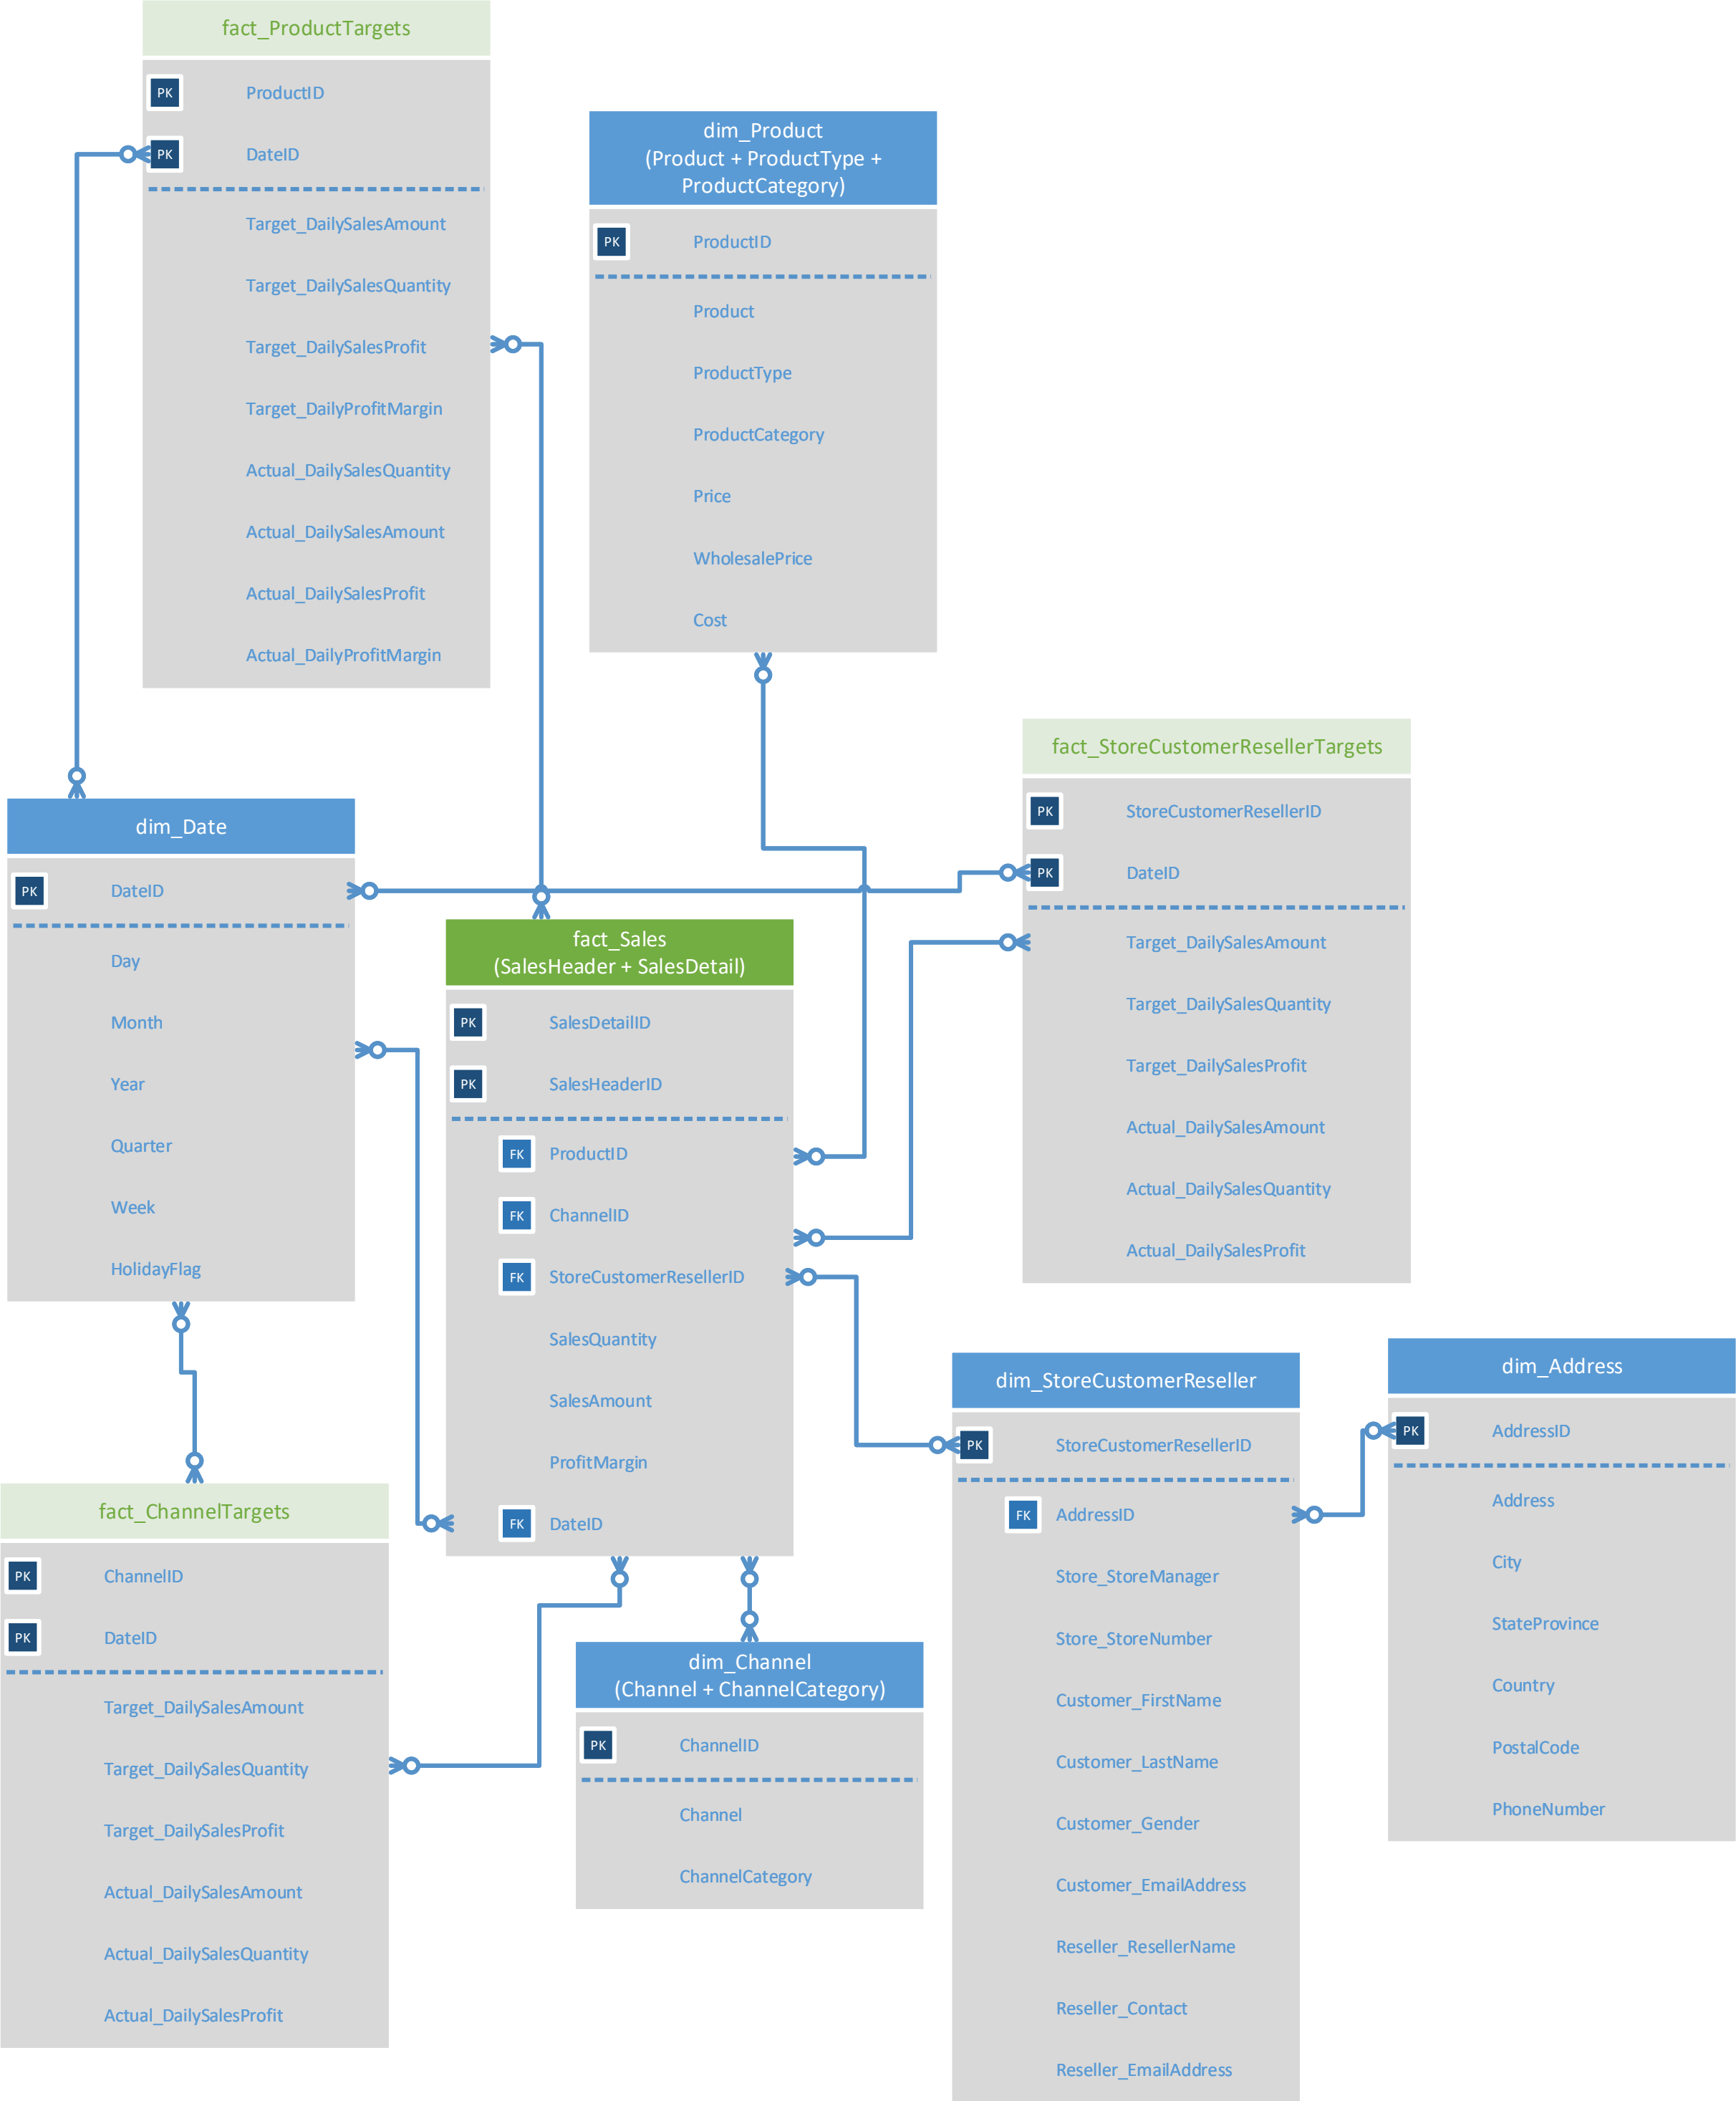 fact_ProductTargets
PK ProductID
PK DateID
Target_DailySalesAmount
Target_DailySalesQuantity
Target_DailySalesProfit
Target_DailyProfitMargin
Actual_DailySalesQuantity
Actual_DailySalesAmount
Actual_DailySalesProfit
Actual_DailyProfitMargin
dim_Product
(Product + ProductType +
ProductCategory)
PK ProductID
Product
ProductType
ProductCategory
Price
WholesalePrice
Cost
fact_StoreCustomerResellerTargets
PK StoreCustomerResellerID
PK DateID
Target_DailySalesAmount
Target_DailySalesQuantity
Target_DailySalesProfit
Actual_DailySalesAmount
Actual_DailySalesQuantity
Actual_DailySalesProfit
dim_Date
PK DateID
Day
Month
Year
Quarter
Week
HolidayFlag
fact_Sales
(SalesHeader + SalesDetail)
PK SalesDetailID
PK SalesHeaderID
FK ProductID
FK ChannelID
FK StoreCustomerResellerID
SalesQuantity
SalesAmount
ProfitMargin
FK DateID
dim_StoreCustomerReseller
PK StoreCustomerResellerID
FK AddressID
Store_StoreManager
Store_StoreNumber
Customer_FirstName
Customer_LastName
Customer_Gender
Customer_EmailAddress
Reseller_ResellerName
Reseller_Contact
Reseller_EmailAddress
dim_Address
PK AddressID
Address
City
StateProvince
Country
PostalCode
PhoneNumber
fact_ChannelTargets
PK ChannelID
PK DateID
Target_DailySalesAmount
Target_DailySalesQuantity
Target_DailySalesProfit
Actual_DailySalesAmount
Actual_DailySalesQuantity
Actual_DailySalesProfit
dim_Channel
(Channel + ChannelCategory)
PK ChannelID
Channel
ChannelCategory